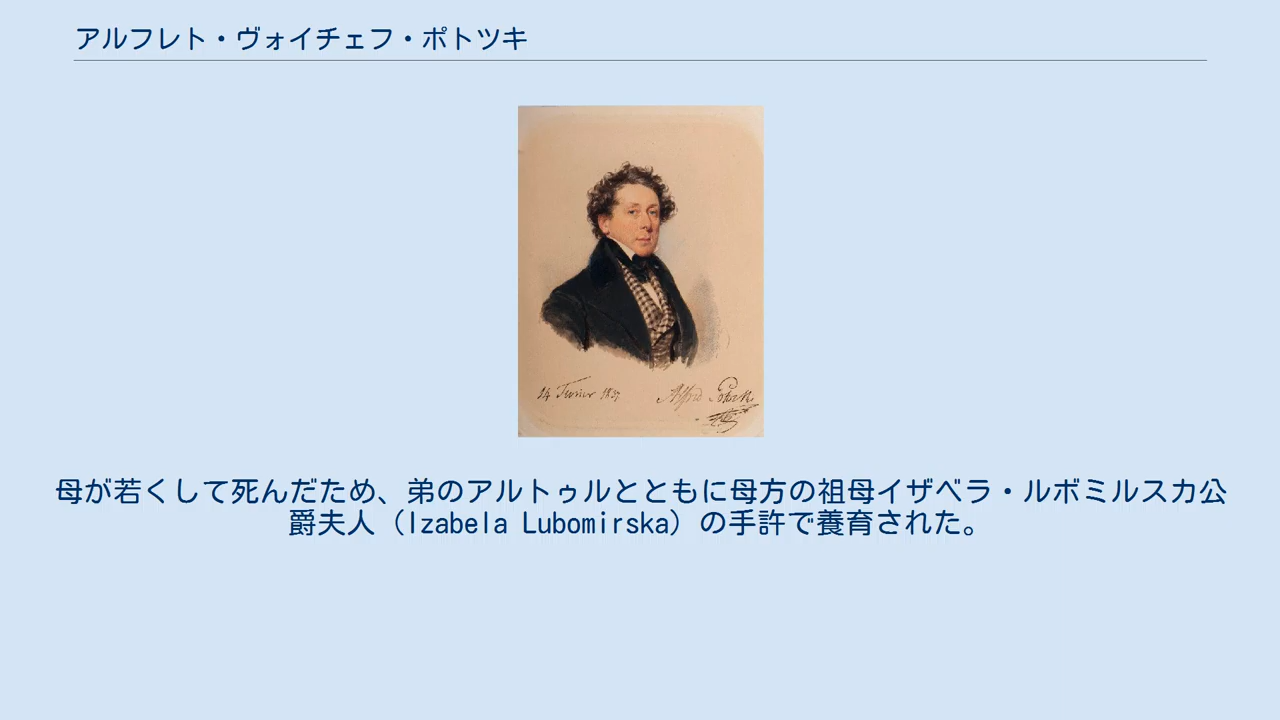 アルフレト・ヴォイチェフ・ポトツキ
Alfred Potocki
母が若くして死んだため、弟のアルトゥルとともに母方の祖母イザベラ・ルボミルスカ公
爵夫人（Izabela Lubomirska）の手許で養育された。